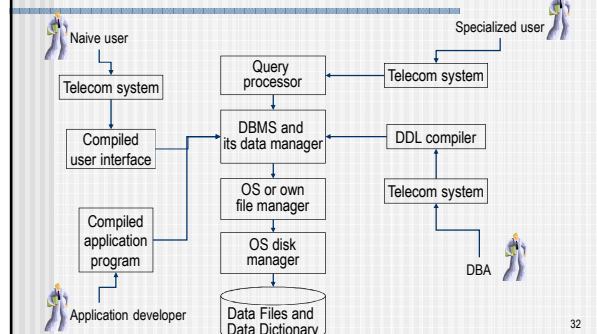 Specialized user
Naive user
Query
processor
Telecom system
Telecom system
DBMS and
its data manager
Compiled
user interface
DDL compiler
OS or own
file manager
Telecom system
Compiled
application
program
OS disk
manager
DBA
Application developer
Data Files and
Data Dictionary
32